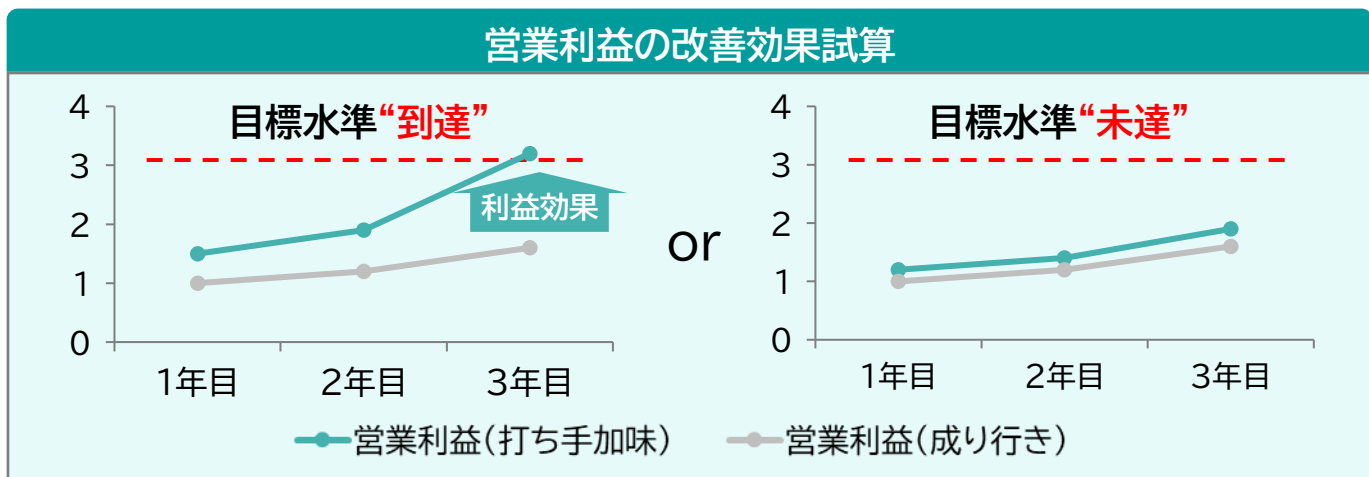 営業利益の改善効果試算
目標水準“到達”
4
3
2
1
0
利益効果
1年目 2年目 3年目
or
目標水準“未達”
4
3
2
1
0
1年目 2年目 3年目
営業利益(打ち手加味) 営業利益(成り行き)